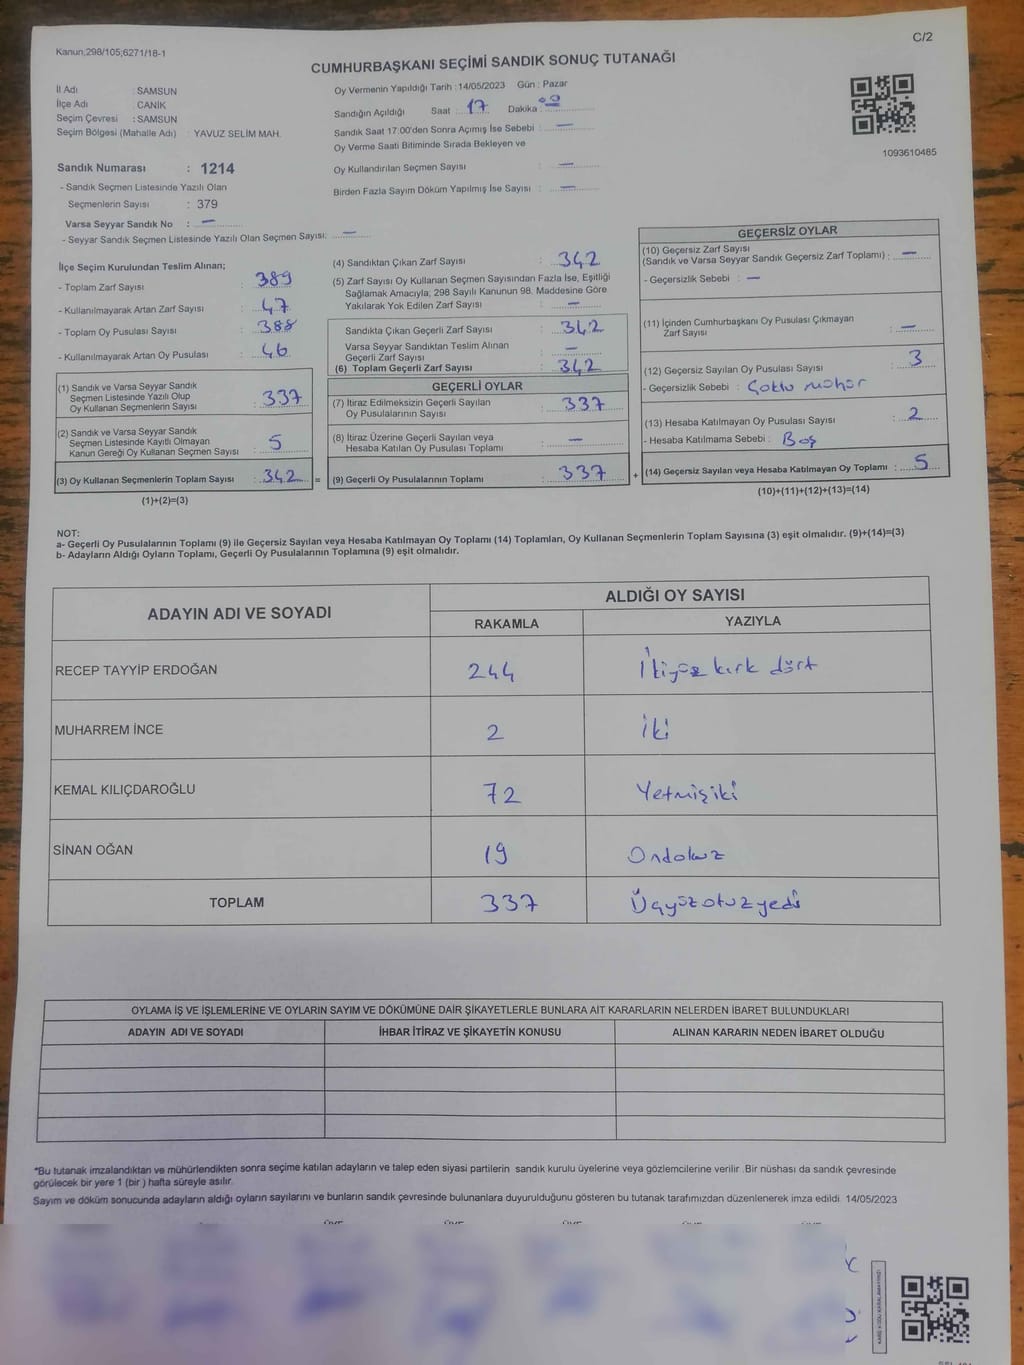 Kanun,298/105;6271/18-1
C/2
CUMHURBAŞKANI SEÇİMİ SANDIK SONUÇ TUTANAĞI
İl Adı : SAMSUN
İlçe Adı : CANİK
Seçim Çevresi : SAMSUN
Seçim Bölgesi (Mahalle Adı) : YAVUZ SELİM MAH.
Sandık Numarası : 1214
- Sandık Seçmen Listesinde Yazılı Olan
Seçmenlerin Sayısı : 379
Varsa Seyyar Sandık No : —
- Seyyar Sandık Seçmen Listesinde Yazılı Olan Seçmen Sayısı: —
Oy Vermenin Yapıldığı Tarih :14/05/2023 Gün : Pazar
Sandığın Açıldığı Saat : 17 Dakika : 00
Sandık Saat 17.00'den Sonra Açımış İse Sebebi : —
Oy Verme Saati Bitiminde Sırada Bekleyen ve
Oy Kullandırılan Seçmen Sayısı : —
Birden Fazla Sayım Döküm Yapılmış İse Sayısı : —
1093610485
İlçe Seçim Kurulundan Teslim Alınan;
- Toplam Zarf Sayısı : 389
- Kullanılmayarak Artan Zarf Sayısı : 47
- Toplam Oy Pusulası Sayısı : 388
- Kullanılmayarak Artan Oy Pusulası : 46
(1) Sandık ve Varsa Seyyar Sandık
Seçmen Listesinde Yazılı Olup
Oy Kullanan Seçmenlerin Sayısı : 337
(2) Sandık ve Varsa Seyyar Sandık
Seçmen Listesinde Kayıtlı Olmayan
Kanun Gereği Oy Kullanan Seçmen Sayısı : 5
(3) Oy Kullanan Seçmenlerin Toplam Sayısı : 342 =
(1)+(2)=(3)
(4) Sandıktan Çıkan Zarf Sayısı : 342
(5) Zarf Sayısı Oy Kullanan Seçmen Sayısından Fazla İse, Eşitliği
Sağlamak Amacıyla; 298 Sayılı Kanunun 98. Maddesine Göre
Yakılarak Yok Edilen Zarf Sayısı : —
Sandıkta Çıkan Geçerli Zarf Sayısı : 342
Varsa Seyyar Sandıktan Teslim Alınan
Geçerli Zarf Sayısı : —
(6) Toplam Geçerli Zarf Sayısı : 342
GEÇERLİ OYLAR
(7) İtiraz Edilmeksizin Geçerli Sayılan
Oy Pusulalarının Sayısı : 337
(8) İtiraz Üzerine Geçerli Sayılan veya
Hesaba Katılan Oy Pusulası Toplamı : —
(9) Geçerli Oy Pusulalarının Toplamı : 337 +
GEÇERSİZ OYLAR
(10) Geçersiz Zarf Sayısı
(Sandık ve Varsa Seyyar Sandık Geçersiz Zarf Toplamı) : —
- Geçersizlik Sebebi : —
(11) İçinden Cumhurbaşkanı Oy Pusulası Çıkmayan
Zarf Sayısı : —
(12) Geçersiz Sayılan Oy Pusulası Sayısı : 3
- Geçersizlik Sebebi : Çoklu mühür
(13) Hesaba Katılmayan Oy Pusulası Sayısı : 2
- Hesaba Katılmama Sebebi : Boş
(14) Geçersiz Sayılan veya Hesaba Katılmayan Oy Toplamı : 5
(10)+(11)+(12)+(13)=(14)
NOT:
a- Geçerli Oy Pusulalarının Toplamı (9) ile Geçersiz Sayılan veya Hesaba Katılmayan Oy Toplamı (14) Toplamları, Oy Kullanan Seçmenlerin Toplam Sayısına (3) eşit olmalıdır. (9)+(14)=(3)
b- Adayların Aldığı Oyların Toplamı, Geçerli Oy Pusulalarının Toplamına (9) eşit olmalıdır.
ADAYIN ADI VE SOYADI
ALDIĞI OY SAYISI
RAKAMLA YAZIYLA
RECEP TAYYİP ERDOĞAN 244 İkiyüz kırk dört
MUHARREM İNCE 2 İki
KEMAL KILIÇDAROĞLU 72 Yetmişiki
SİNAN OĞAN 19 Ondokuz
TOPLAM 337 Üçyüzotuzyedi
OYLAMA İŞ VE İŞLEMLERİNE VE OYLARIN SAYIM VE DÖKÜMÜNE DAİR ŞİKAYETLERLE BUNLARA AİT KARARLARIN NELERDEN İBARET BULUNDUKLARI
ADAYIN ADI VE SOYADI İHBAR İTİRAZ VE ŞİKAYETİN KONUSU ALINAN KARARIN NEDEN İBARET OLDUĞU
*Bu tutanak imzalandıktan ve mühürlendikten sonra seçime katılan adayların ve talep eden siyasi partilerin sandık kurulu üyelerine veya gözlemcilerine verilir .Bir nüshası da sandık çevresinde
görülecek bir yere 1 (bir ) hafta süreyle asılır.
Sayım ve döküm sonucunda adayların aldığı oyların sayılarını ve bunların sandık çevresinde bulunanlara duyurulduğunu gösteren bu tutanak tarafımızdan düzenlenerek imza edildi. 14/05/2023
KARE KODU KARALAMAYINIZ!